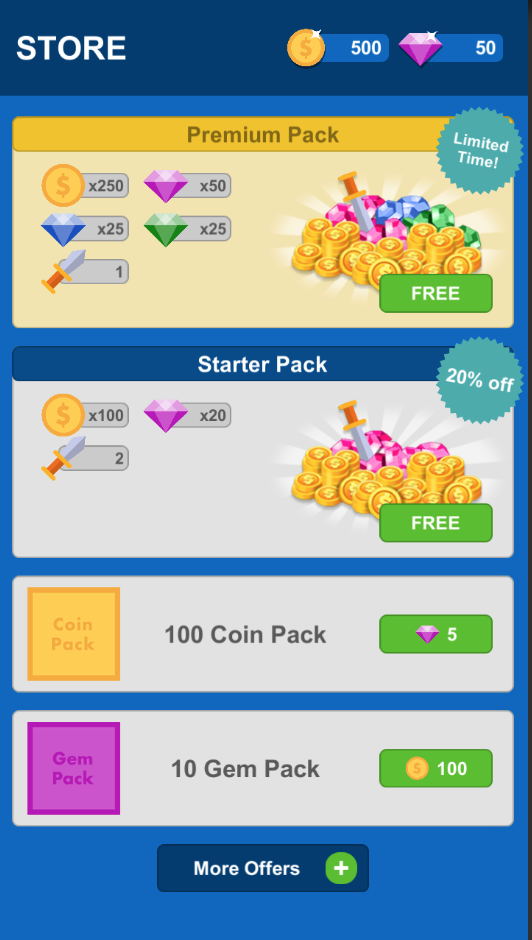 STORE
500
50
Premium Pack
Limited
Time!
x250
x50
x25
x25
1
FREE
Starter Pack
20% off
x100
x20
2
FREE
Coin
Pack
100 Coin Pack
5
Gem
Pack
10 Gem Pack
100
More Offers